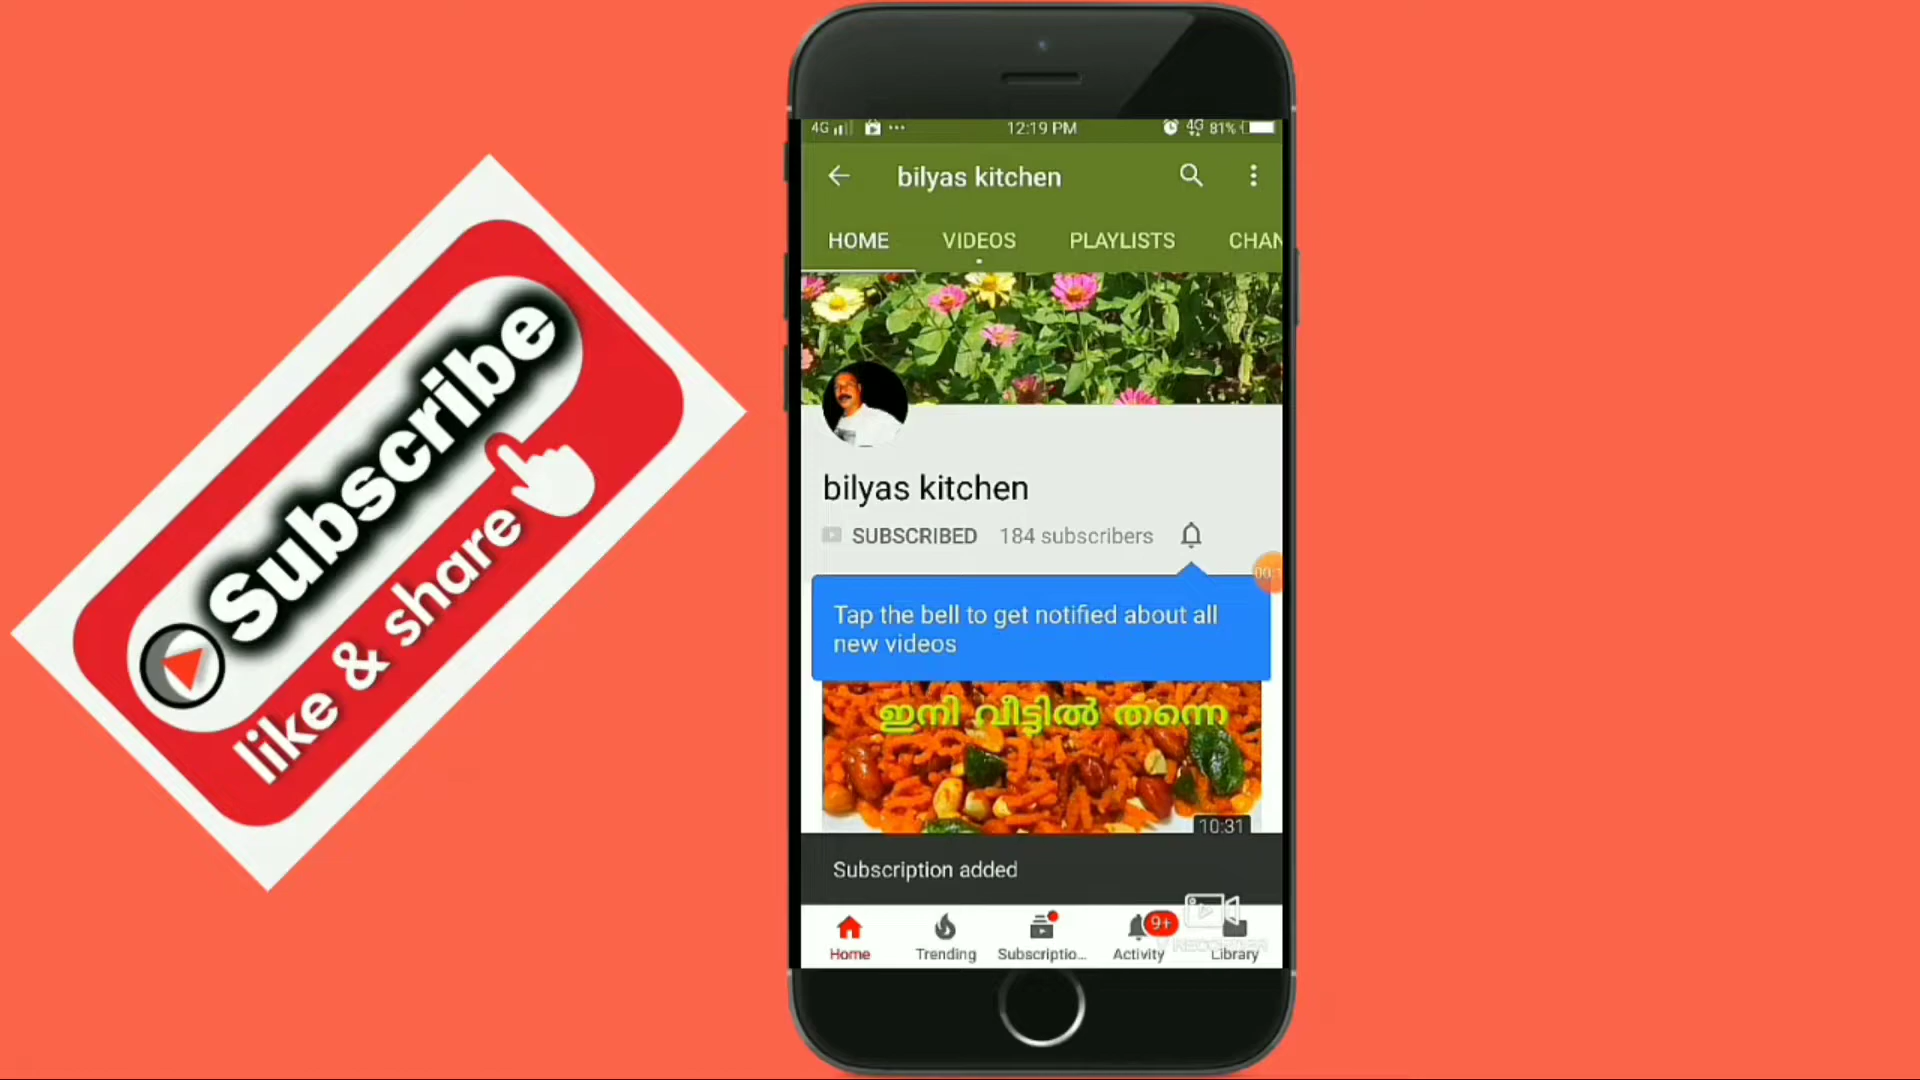 Subscribe
like & share
4G
12:19 PM
4G 81%
bilyas kitchen
HOME VIDEOS PLAYLISTS CHAN
bilyas kitchen
SUBSCRIBED 184 subscribers
Tap the bell to get notified about all
new videos
ഇനി വീട്ടിൽ തന്നെ
10:31
Subscription added
9+
Home Trending Subscriptio... Activity Library